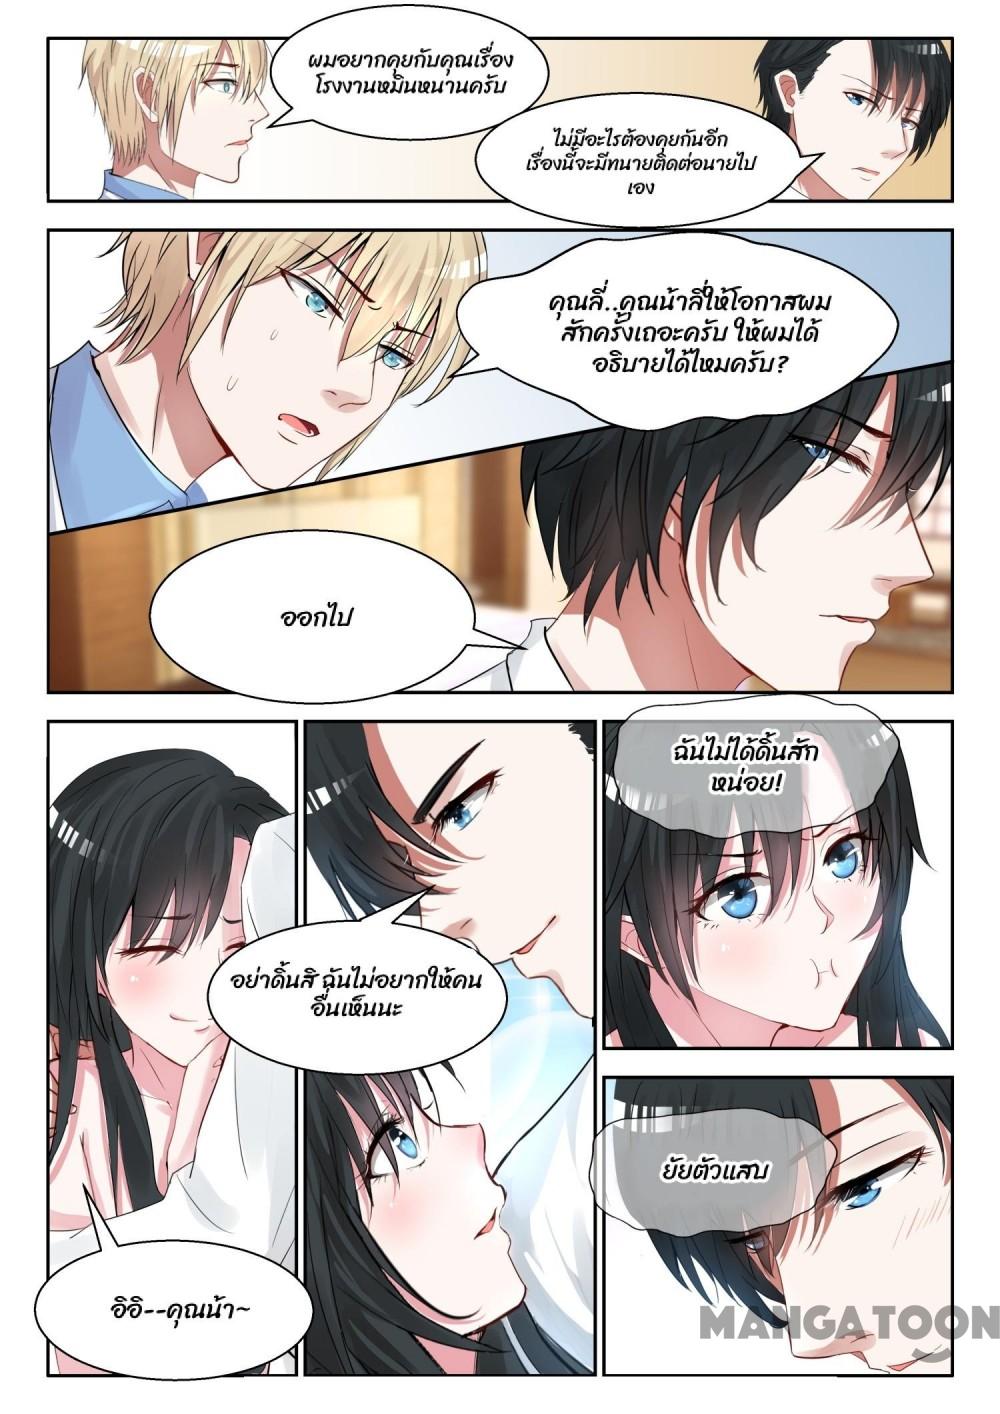 ผมอยากคุยกับคุณเรื่อง
โรงงานหมินหนานครับ
ไม่มีอะไรต้องคุยกันอีก
เรื่องนี้จะมีทนายติดต่อนายไป
เอง
คุณลี่..คุณน้าลี่ให้โอกาสผม
สักครั้งเถอะครับ ให้ผมได้
อธิบายได้ไหมครับ?
ออกไป
ฉันไม่ได้ดิ้นสัก
หน่อย!
อย่าดิ้นสิ ฉันไม่อยากให้คน
อื่นเห็นนะ
ยัยตัวแสบ
อิอิ--คุณน้า~
MANGATOON